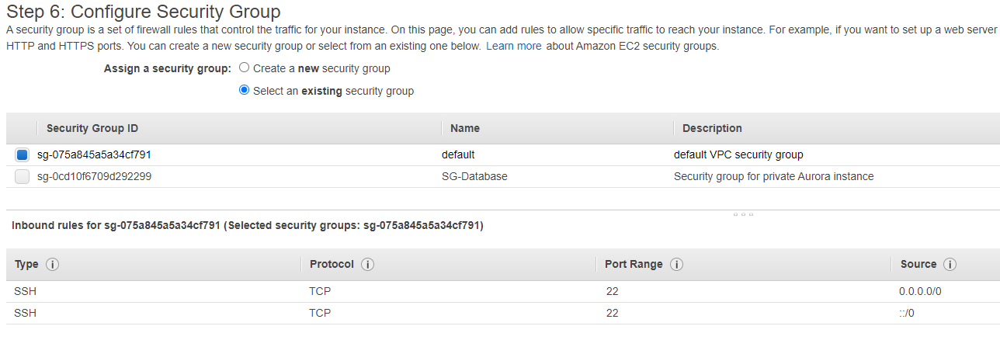 Step 6: Configure Security Group
A security group is a set of firewall rules that control the traffic for your instance. On this page, you can add rules to allow specific traffic to reach your instance. For example, if you want to set up a web server
HTTP and HTTPS ports. You can create a new security group or select from an existing one below. Learn more about Amazon EC2 security groups.
Assign a security group: Create a new security group
Select an existing security group
Security Group ID Name Description
sg-075a845a5a34cf791 default default VPC security group
sg-0cd10f6709d292299 SG-Database Security group for private Aurora instance
Inbound rules for sg-075a845a5a34cf791 (Selected security groups: sg-075a845a5a34cf791)
Type i Protocol i Port Range i Source i
SSH TCP 22 0.0.0.0/0
SSH TCP 22 ::/0